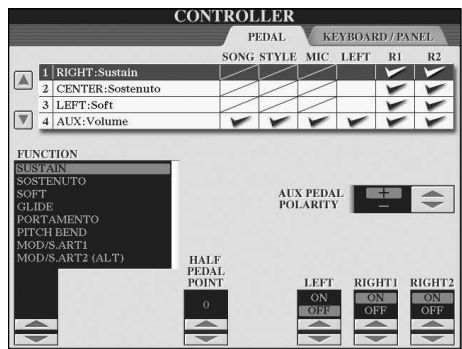 CONTROLLER
PEDAL KEYBOARD/PANEL
SONG STYLE MIC LEFT R1 R2
1 RIGHT:Sustain
2 CENTER:Sostenuto
3 LEFT:Soft
4 AUX:Volume
FUNCTION
SUSTAIN
SOSTENUTO
SOFT
GLIDE
PORTAMENTO
PITCH BEND
MOD/S.ART1
MOD/S.ART2 (ALT)
AUX PEDAL
POLARITY
+
−
HALF
PEDAL
POINT
0
LEFT RIGHT1 RIGHT2
ON ON ON
OFF OFF OFF